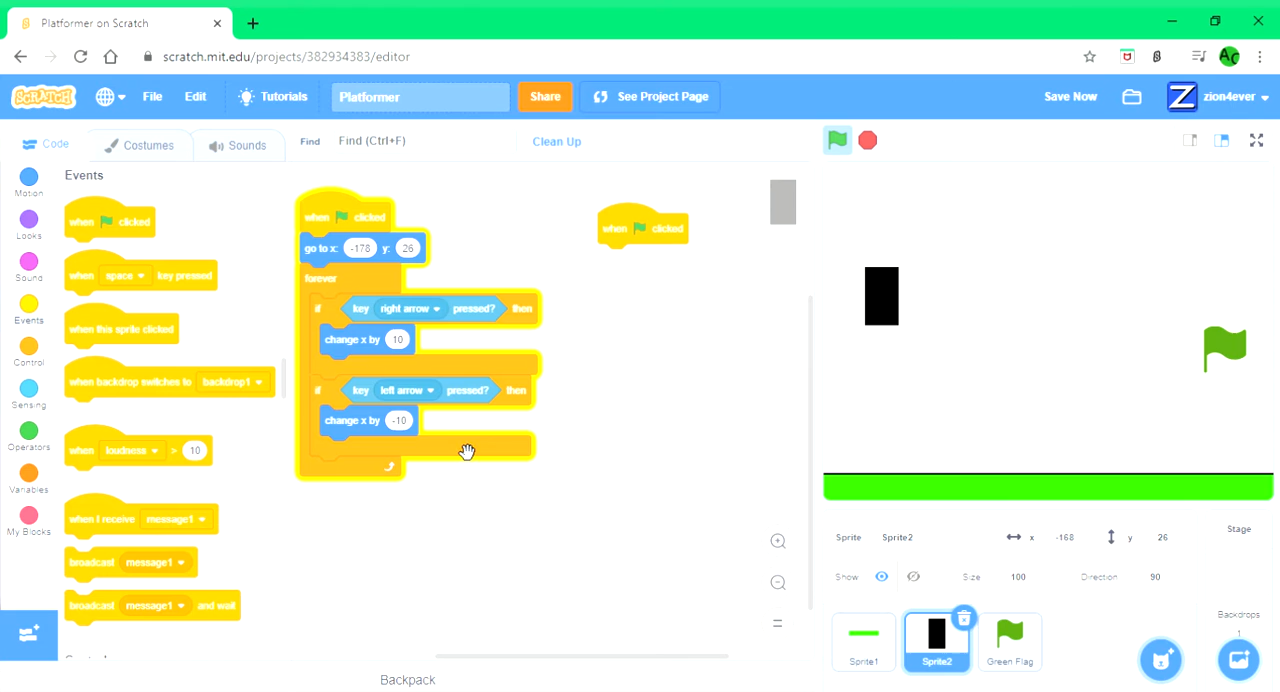 Platformer on Scratch
scratch.mit.edu/projects/382934383/editor
AC
SCRATCH
File
Edit
Tutorials
Platformer
Share
See Project Page
Save Now
Z
zion4ever
Code
Costumes
Sounds
Find
Find (Ctrl+F)
Clean Up
Motion
Looks
Sound
Events
Control
Sensing
Operators
Variables
My Blocks
Events
when clicked
when space key pressed
when this sprite clicked
when backdrop switches to backdrop1
when loudness > 10
when I receive message1
broadcast message1
broadcast message1 and wait
when clicked
go to x: -178 y: 26
forever
if key right arrow pressed? then
change x by 10
if key left arrow pressed? then
change x by -10
when clicked
Sprite Sprite2 x -168 y 26
Show Size 100 Direction 90
Sprite1
Sprite2
Green Flag
Stage
Backdrops
1
Backpack